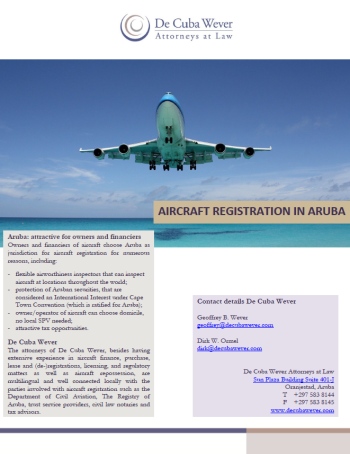 De Cuba Wever
Attorneys at Law
AIRCRAFT REGISTRATION IN ARUBA
Aruba: attractive for owners and financiers
Owners and financiers of aircraft choose Aruba as
jurisdiction for aircraft registration for numerous
reasons, including:
- flexible airworthiness inspectors that can inspect
aircraft at locations throughout the world;
- protection of Aruban securities, that are
considered an International Interest under Cape
Town Convention (which is ratified for Aruba);
- owner/operator of aircraft can choose domicile,
no local SPV needed;
- attractive tax opportunities.
De Cuba Wever
The attorneys of De Cuba Wever, besides having
extensive experience in aircraft finance, purchase,
lease and (de-)registrations, licensing, and regulatory
matters as well as aircraft repossession, are
multilingual and well connected locally with the
parties involved with aircraft registration such as the
Department of Civil Aviation, The Registry of
Aruba, trust service providers, civil law notaries and
tax advisors.
Contact details De Cuba Wever
Geoffrey B. Wever
geoffrey@decubawever.com
Dirk W. Ormel
dirk@decubawever.com
De Cuba Wever Attorneys at Law
Sun Plaza Building Suite 401-J
Oranjestad, Aruba
T +297 583 8144
F +297 583 8145
www.decubawever.com